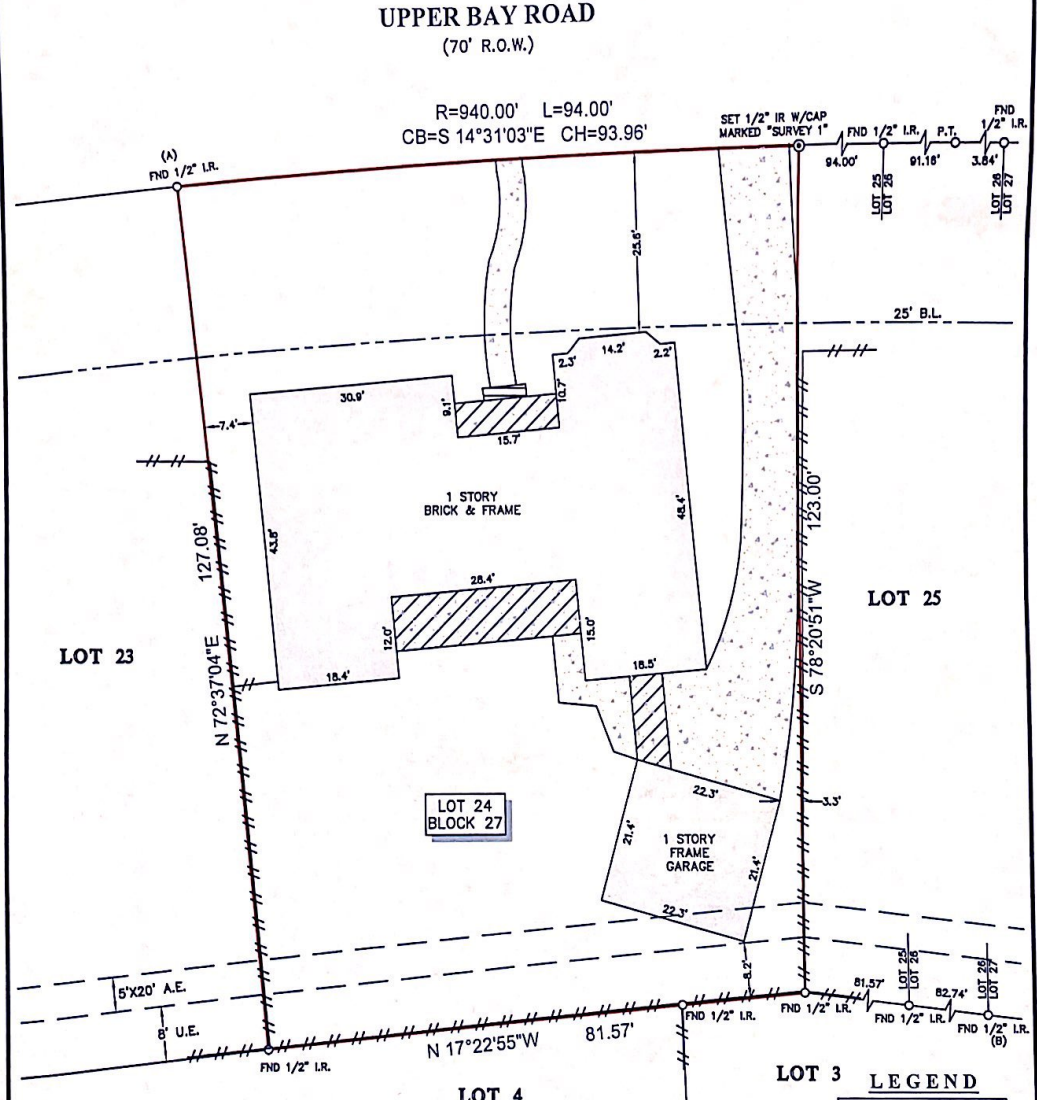 UPPER BAY ROAD
(70' R.O.W.)
R=940.00' L=94.00'
CB=S 14°31'03"E CH=93.96'
SET 1/2" IR W/CAP
MARKED "SURVEY 1"
FND 1/2" I.R.
P.T.
FND
1/2" I.R.
94.00'
91.16'
3.84'
LOT 25
LOT 26
LOT 26
LOT 27
(A)
FND 1/2" I.R.
25.6'
25' B.L.
14.2'
2.3'
2.2'
10.7'
30.9'
9.1'
15.7'
7.4'
1 STORY
BRICK & FRAME
48.4'
43.8'
127.08'
N 72°37'04"E
123.00'
S 78°20'51"W
28.4'
12.0'
15.0'
18.4'
18.5'
LOT 23
LOT 25
LOT 24
BLOCK 27
22.3'
3.3'
21.4'
1 STORY
FRAME
GARAGE
21.4'
22.3'
8.2'
5'X20' A.E.
8' U.E.
LOT 25
LOT 26
LOT 26
LOT 27
81.57'
82.74'
FND 1/2" I.R.
FND 1/2" I.R.
FND 1/2" I.R.
FND 1/2" I.R.
(B)
N 17°22'55"W 81.57'
FND 1/2" I.R.
LOT 4
LOT 3
LEGEND